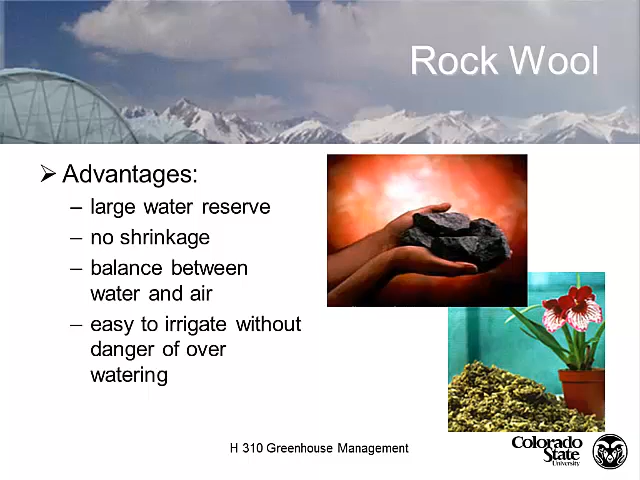 Rock Wool
➢ Advantages:
– large water reserve
– no shrinkage
– balance between
water and air
– easy to irrigate without
danger of over
watering
H 310 Greenhouse Management
Colorado
State
University